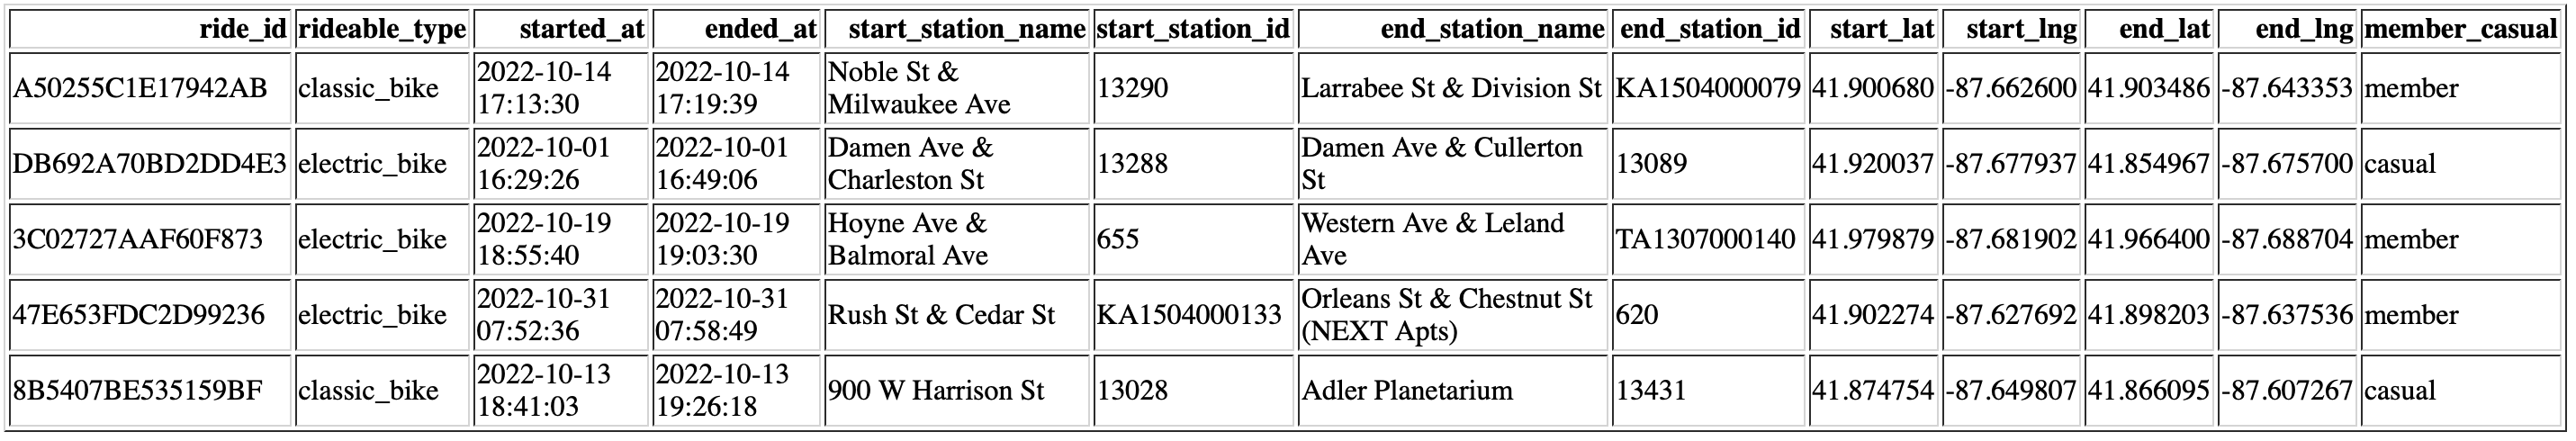 ride_id rideable_type started_at ended_at start_station_name start_station_id end_station_name end_station_id start_lat start_lng end_lat end_lng member_casual
A50255C1E17942AB classic_bike 2022-10-14 17:13:30 2022-10-14 17:19:39 Noble St & Milwaukee Ave 13290 Larrabee St & Division St KA1504000079 41.900680 -87.662600 41.903486 -87.643353 member
DB692A70BD2DD4E3 electric_bike 2022-10-01 16:29:26 2022-10-01 16:49:06 Damen Ave & Charleston St 13288 Damen Ave & Cullerton St 13089 41.920037 -87.677937 41.854967 -87.675700 casual
3C02727AAF60F873 electric_bike 2022-10-19 18:55:40 2022-10-19 19:03:30 Hoyne Ave & Balmoral Ave 655 Western Ave & Leland Ave TA1307000140 41.979879 -87.681902 41.966400 -87.688704 member
47E653FDC2D99236 electric_bike 2022-10-31 07:52:36 2022-10-31 07:58:49 Rush St & Cedar St KA1504000133 Orleans St & Chestnut St (NEXT Apts) 620 41.902274 -87.627692 41.898203 -87.637536 member
8B5407BE535159BF classic_bike 2022-10-13 18:41:03 2022-10-13 19:26:18 900 W Harrison St 13028 Adler Planetarium 13431 41.874754 -87.649807 41.866095 -87.607267 casual